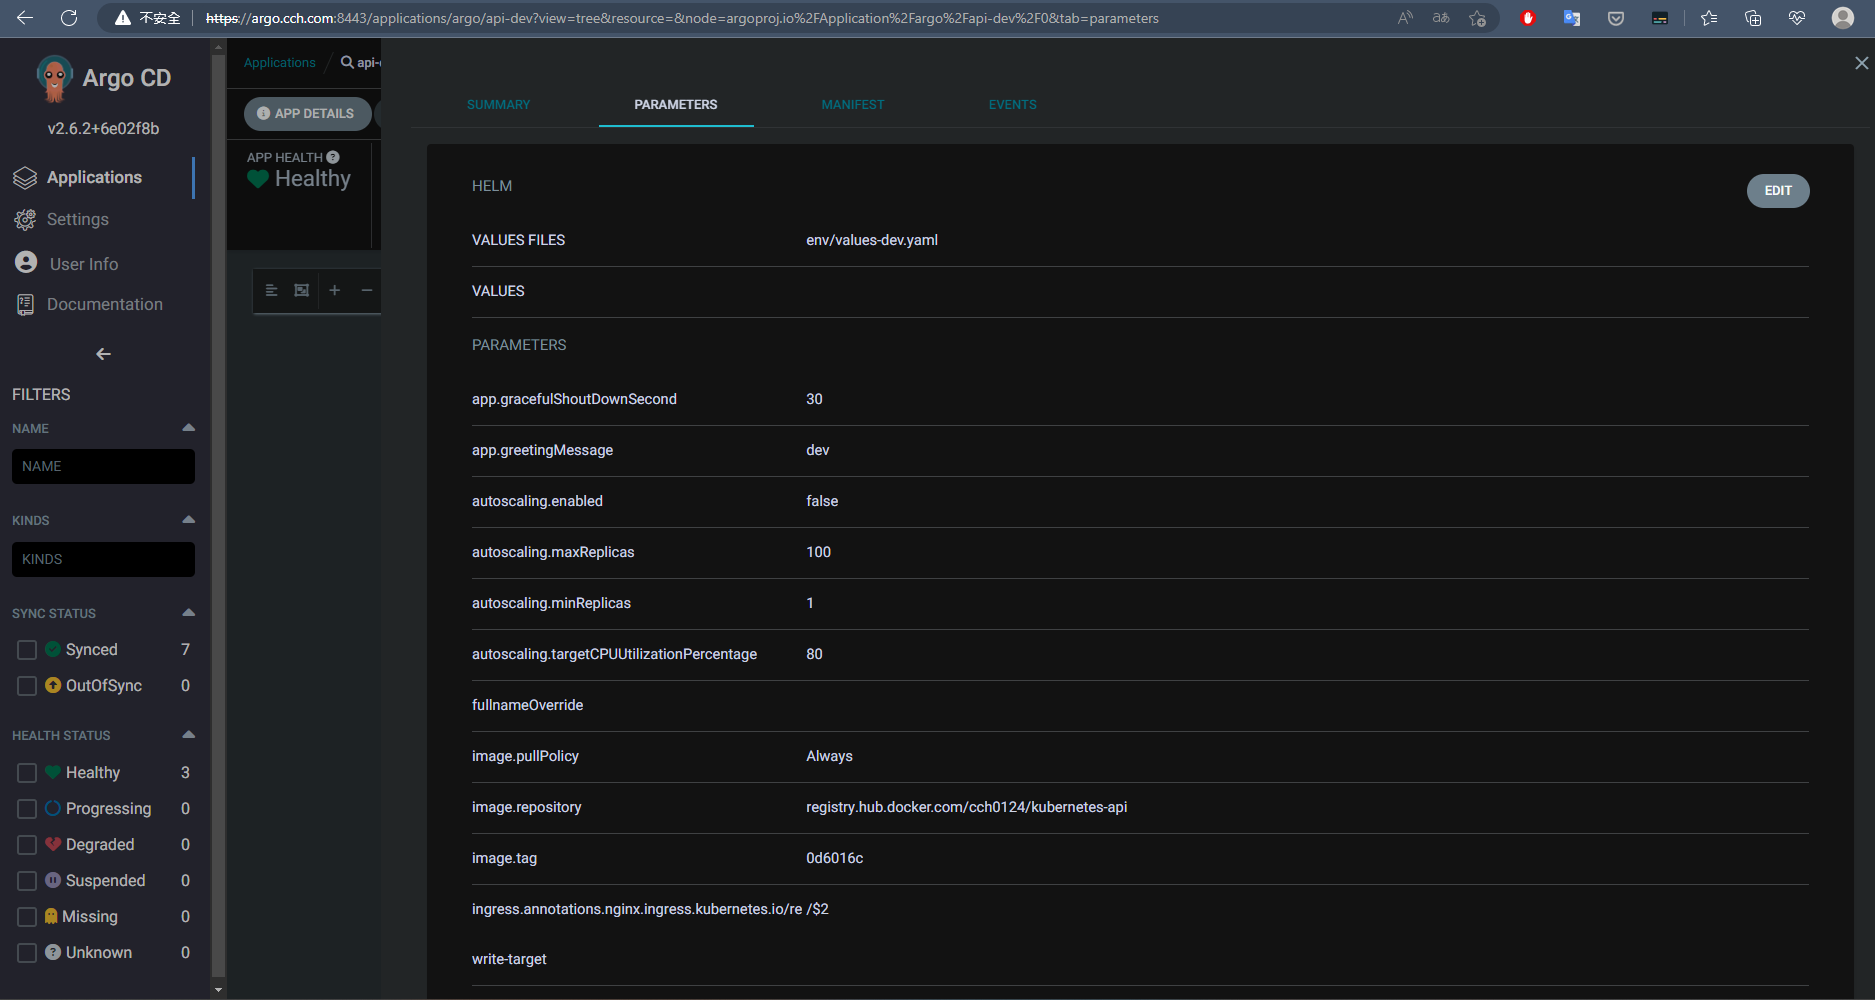 不安全
https://argo.cch.com:8443/applications/argo/api-dev?view=tree&resource=&node=argoproj.io%2FApplication%2Fargo%2Fapi-dev%2F0&tab=parameters
Argo CD
v2.6.2+6e02f8b
Applications
Settings
User Info
Documentation
FILTERS
NAME
NAME
KINDS
KINDS
SYNC STATUS
Synced 7
OutOfSync 0
HEALTH STATUS
Healthy 3
Progressing 0
Degraded 0
Suspended 0
Missing 0
Unknown 0
Applications / api-
APP DETAILS
APP HEALTH
Healthy
SUMMARY PARAMETERS MANIFEST EVENTS
HELM
EDIT
VALUES FILES env/values-dev.yaml
VALUES
PARAMETERS
app.gracefulShoutDownSecond 30
app.greetingMessage dev
autoscaling.enabled false
autoscaling.maxReplicas 100
autoscaling.minReplicas 1
autoscaling.targetCPUUtilizationPercentage 80
fullnameOverride
image.pullPolicy Always
image.repository registry.hub.docker.com/cch0124/kubernetes-api
image.tag 0d6016c
ingress.annotations.nginx.ingress.kubernetes.io/re /$2
write-target